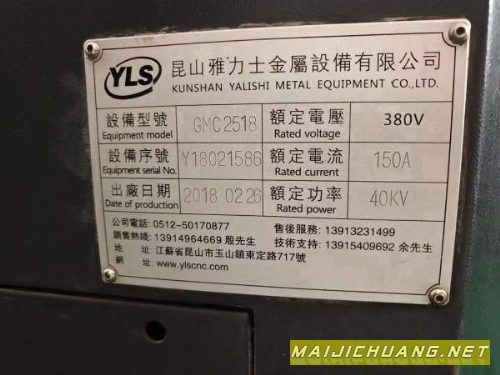 YLS
昆山雅力士金屬設備有限公司
KUNSHAN YALISHI METAL EQUIPMENT CO.,LTD.
設備型號 GMC2518 額定電壓 380V
Equipment model Rated voltage
設備序號 Y18021586 額定電流 150A
Equipment serial No. Rated current
出廠日期 2018 02 26 額定功率 40KV
Date of production Rated power
公司電話: 0512-50170877 售後服務: 13913231499
銷售熱綫: 13914964669 殷先生 技術支持: 13915409692 余先生
地 址: 江蘇省昆山市玉山鎮東定路717號
網 址: www.ylscnc.com
MAIJICHUANG.NET